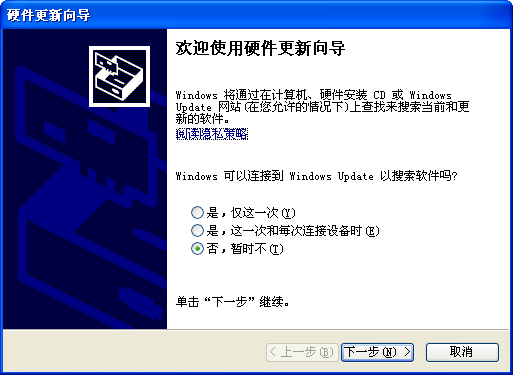 硬件更新向导
欢迎使用硬件更新向导
Windows 将通过在计算机、硬件安装 CD 或 Windows
Update 网站(在您允许的情况下)上查找来搜索当前和更
新的软件。
阅读隐私策略
Windows 可以连接到 Windows Update 以搜索软件吗?
是，仅这一次(Y)
是，这一次和每次连接设备时(E)
否，暂时不(T)
单击“下一步”继续。
< 上一步(B)
下一步(N) >
取消